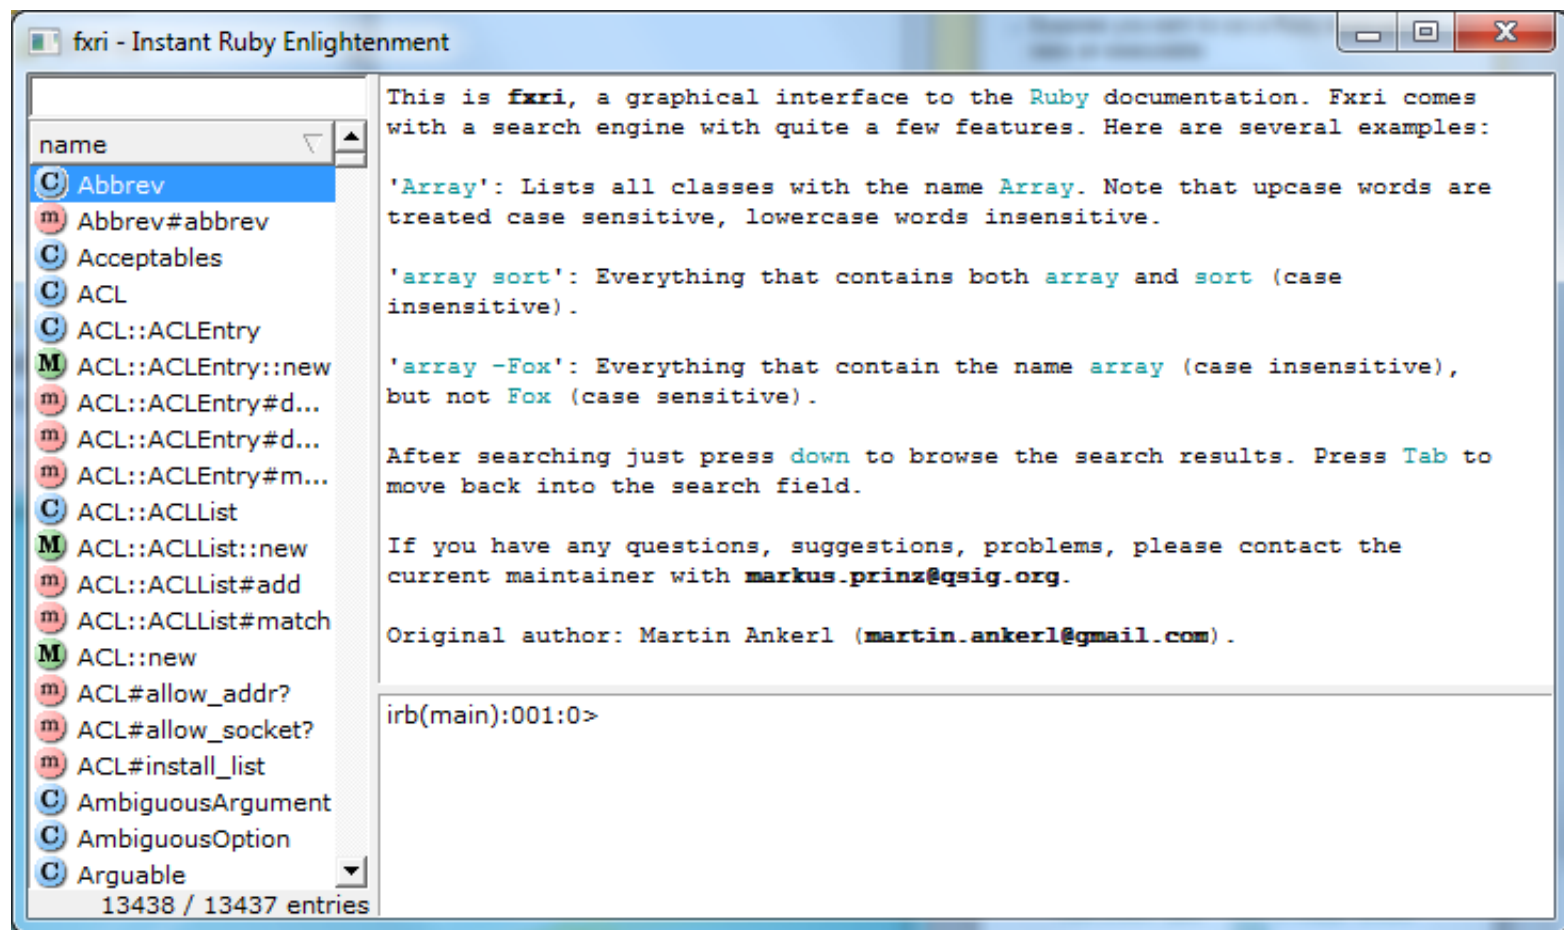 fxri - Instant Ruby Enlightenment
name
C Abbrev
m Abbrev#abbrev
C Acceptables
C ACL
C ACL::ACLEntry
M ACL::ACLEntry::new
m ACL::ACLEntry#d...
m ACL::ACLEntry#d...
m ACL::ACLEntry#m...
C ACL::ACLList
M ACL::ACLList::new
m ACL::ACLList#add
m ACL::ACLList#match
M ACL::new
m ACL#allow_addr?
m ACL#allow_socket?
m ACL#install_list
C AmbiguousArgument
C AmbiguousOption
C Arguable
13438 / 13437 entries
This is fxri, a graphical interface to the Ruby documentation. Fxri comes
with a search engine with quite a few features. Here are several examples:
'Array': Lists all classes with the name Array. Note that upcase words are
treated case sensitive, lowercase words insensitive.
'array sort': Everything that contains both array and sort (case
insensitive).
'array -Fox': Everything that contain the name array (case insensitive),
but not Fox (case sensitive).
After searching just press down to browse the search results. Press Tab to
move back into the search field.
If you have any questions, suggestions, problems, please contact the
current maintainer with markus.prinz@qsig.org.
Original author: Martin Ankerl (martin.ankerl@gmail.com).
irb(main):001:0>